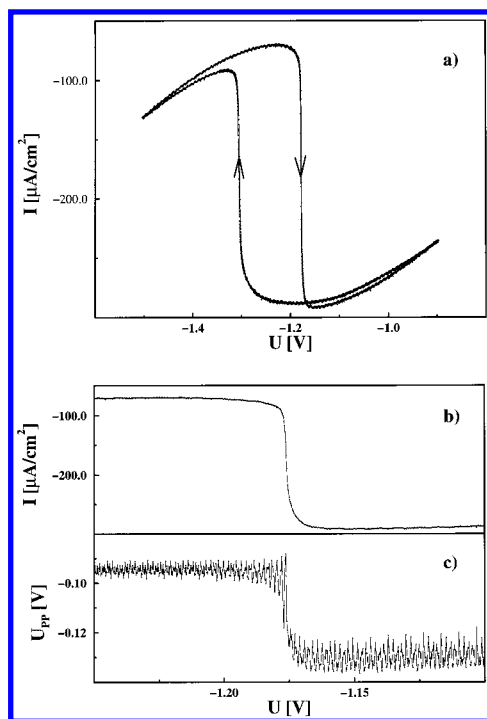 a)
-100.0
-200.0
I [μA/cm²]
-1.4
-1.2
-1.0
U [V]
b)
-100.0
-200.0
I [μA/cm²]
c)
-0.10
-0.12
U_PP [V]
-1.20
-1.15
U [V]